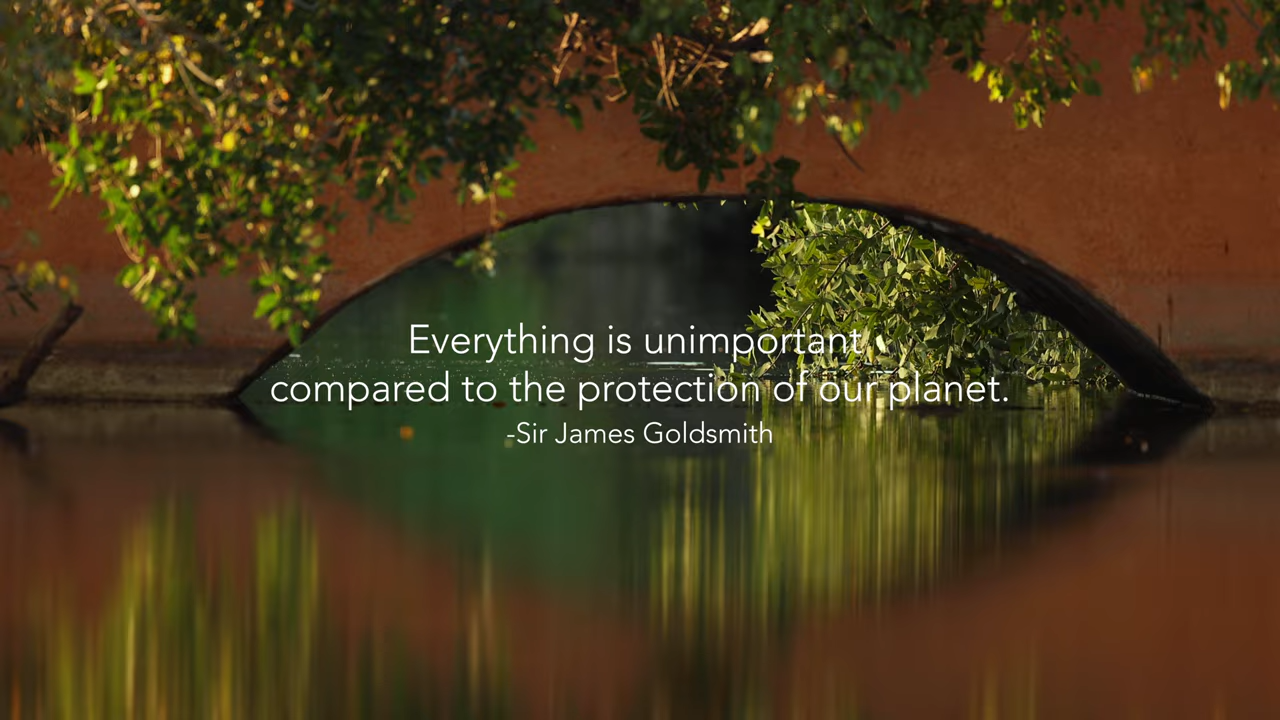 Everything is unimportant
compared to the protection of our planet.
-Sir James Goldsmith